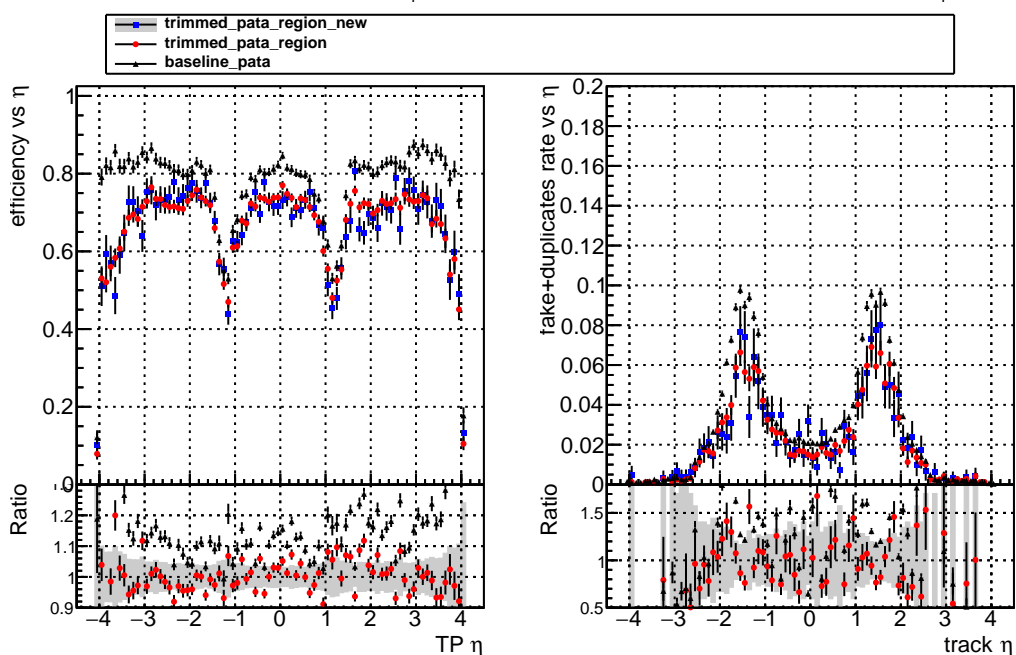 trimmed_pata_region_new
trimmed_pata_region
baseline_pata
efficiency vs η
1
0.8
0.6
0.4
0.2
0
Ratio
1.3
1.2
1.1
1
0.9
−4 −3 −2 −1 0 1 2 3 4
TP η
fake+duplicates rate vs η
0.2
0.18
0.16
0.14
0.12
0.1
0.08
0.06
0.04
0.02
0
Ratio
1.5
1
0.5
−4 −3 −2 −1 0 1 2 3 4
track η